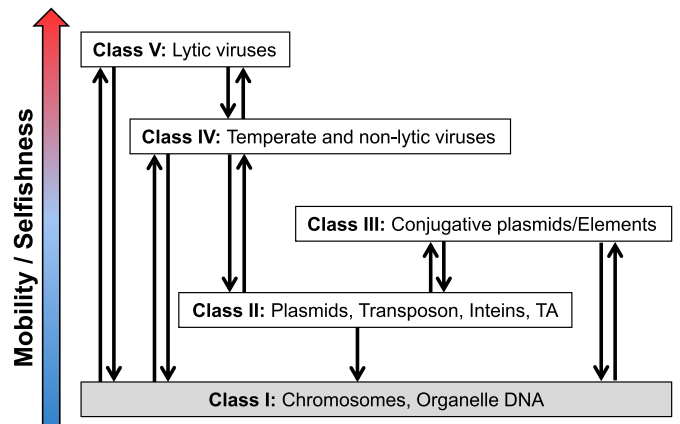 Mobility / Selfishness
Class V: Lytic viruses
Class IV: Temperate and non-lytic viruses
Class III: Conjugative plasmids/Elements
Class II: Plasmids, Transposon, Inteins, TA
Class I: Chromosomes, Organelle DNA